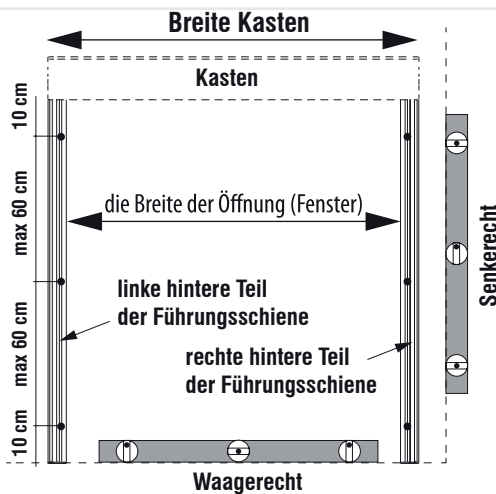 Breite Kasten
Kasten
10 cm
die Breite der Öffnung (Fenster)
max 60 cm
Senkerecht
linke hintere Teil
der Führungsschiene
rechte hintere Teil
der Führungsschiene
max 60 cm
10 cm
Waagerecht